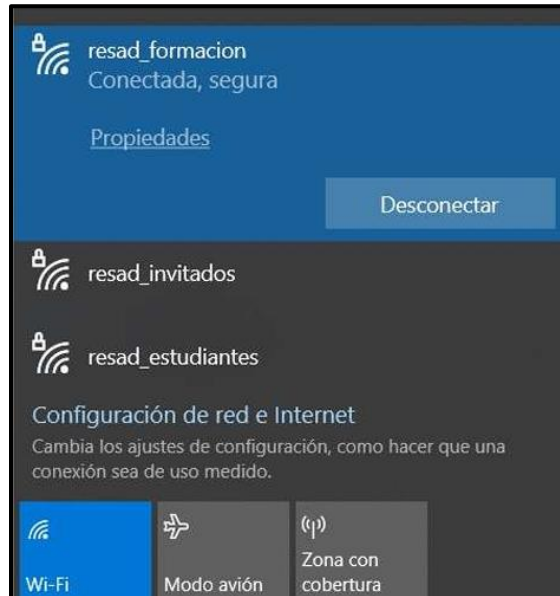 resad_formacion
Conectada, segura
Propiedades
Desconectar
resad_invitados
resad_estudiantes
Configuración de red e Internet
Cambia los ajustes de configuración, como hacer que una
conexión sea de uso medido.
Wi-Fi
Modo avión
Zona con
cobertura